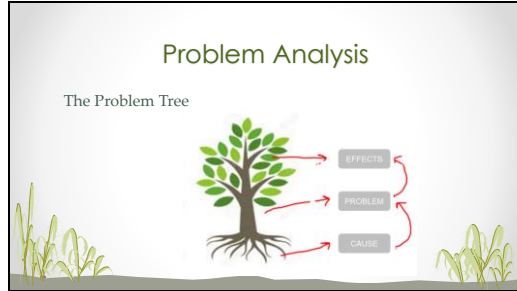 Problem Analysis
The Problem Tree
EFFECTS
PROBLEM
CAUSE